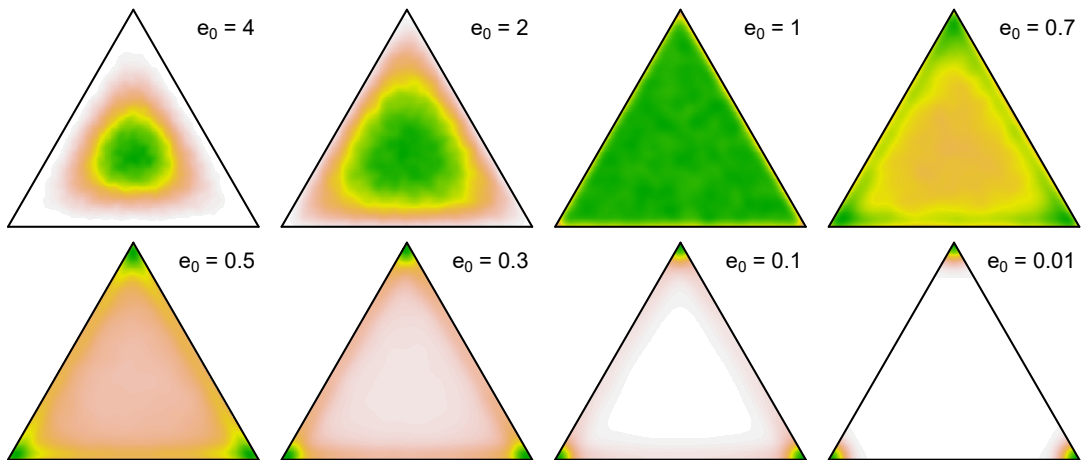 e₀ = 4
e₀ = 2
e₀ = 1
e₀ = 0.7
e₀ = 0.5
e₀ = 0.3
e₀ = 0.1
e₀ = 0.01